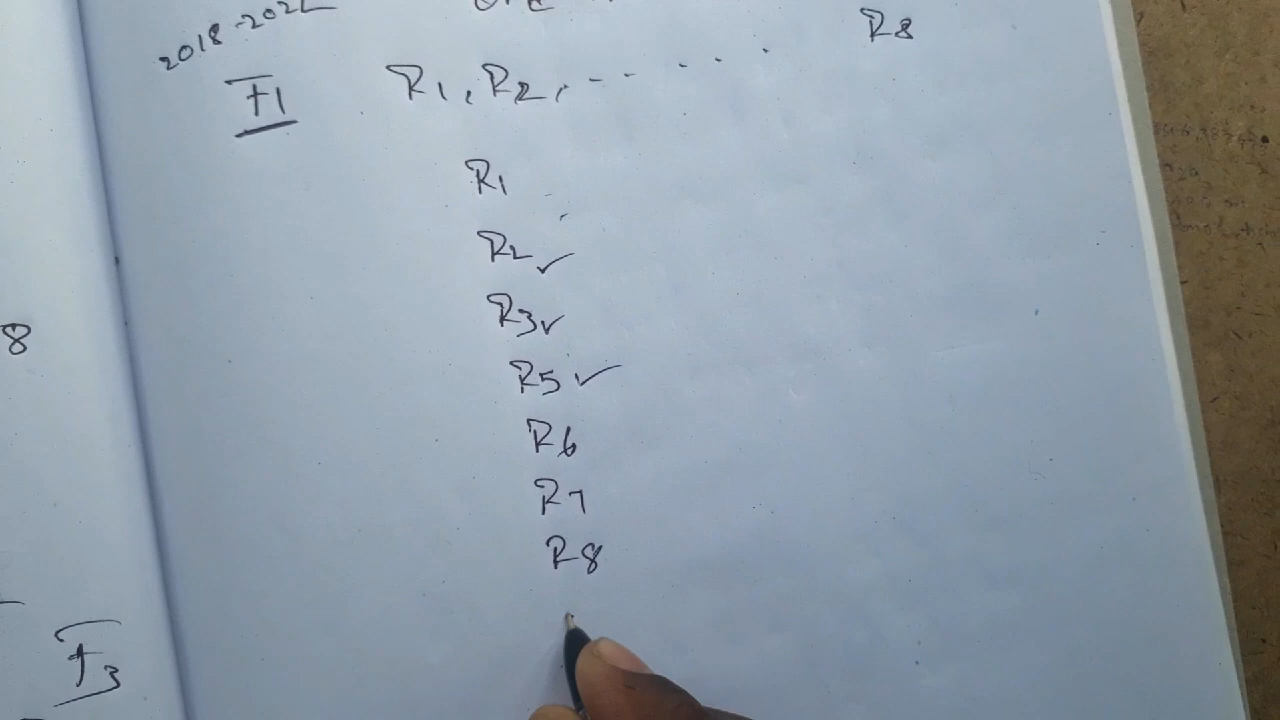 2018-2022
R8
F1 R1, R2, - - - - - -
R1
R2 ✓
R3 ✓
R5 ✓
R6
R7
R8
8
F3